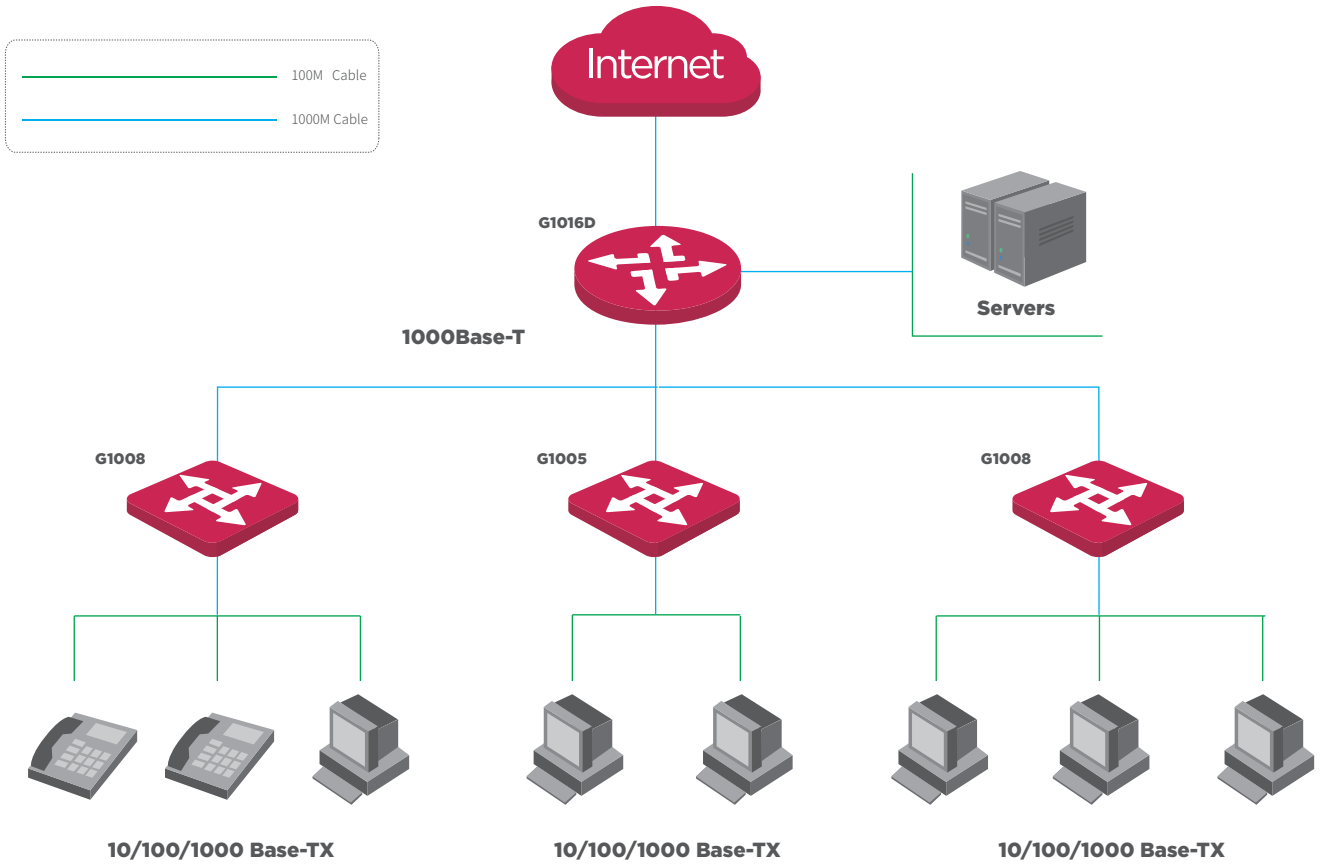 Internet
100M Cable
1000M Cable
G1016D
Servers
1000Base-T
G1008
G1005
G1008
10/100/1000 Base-TX
10/100/1000 Base-TX
10/100/1000 Base-TX